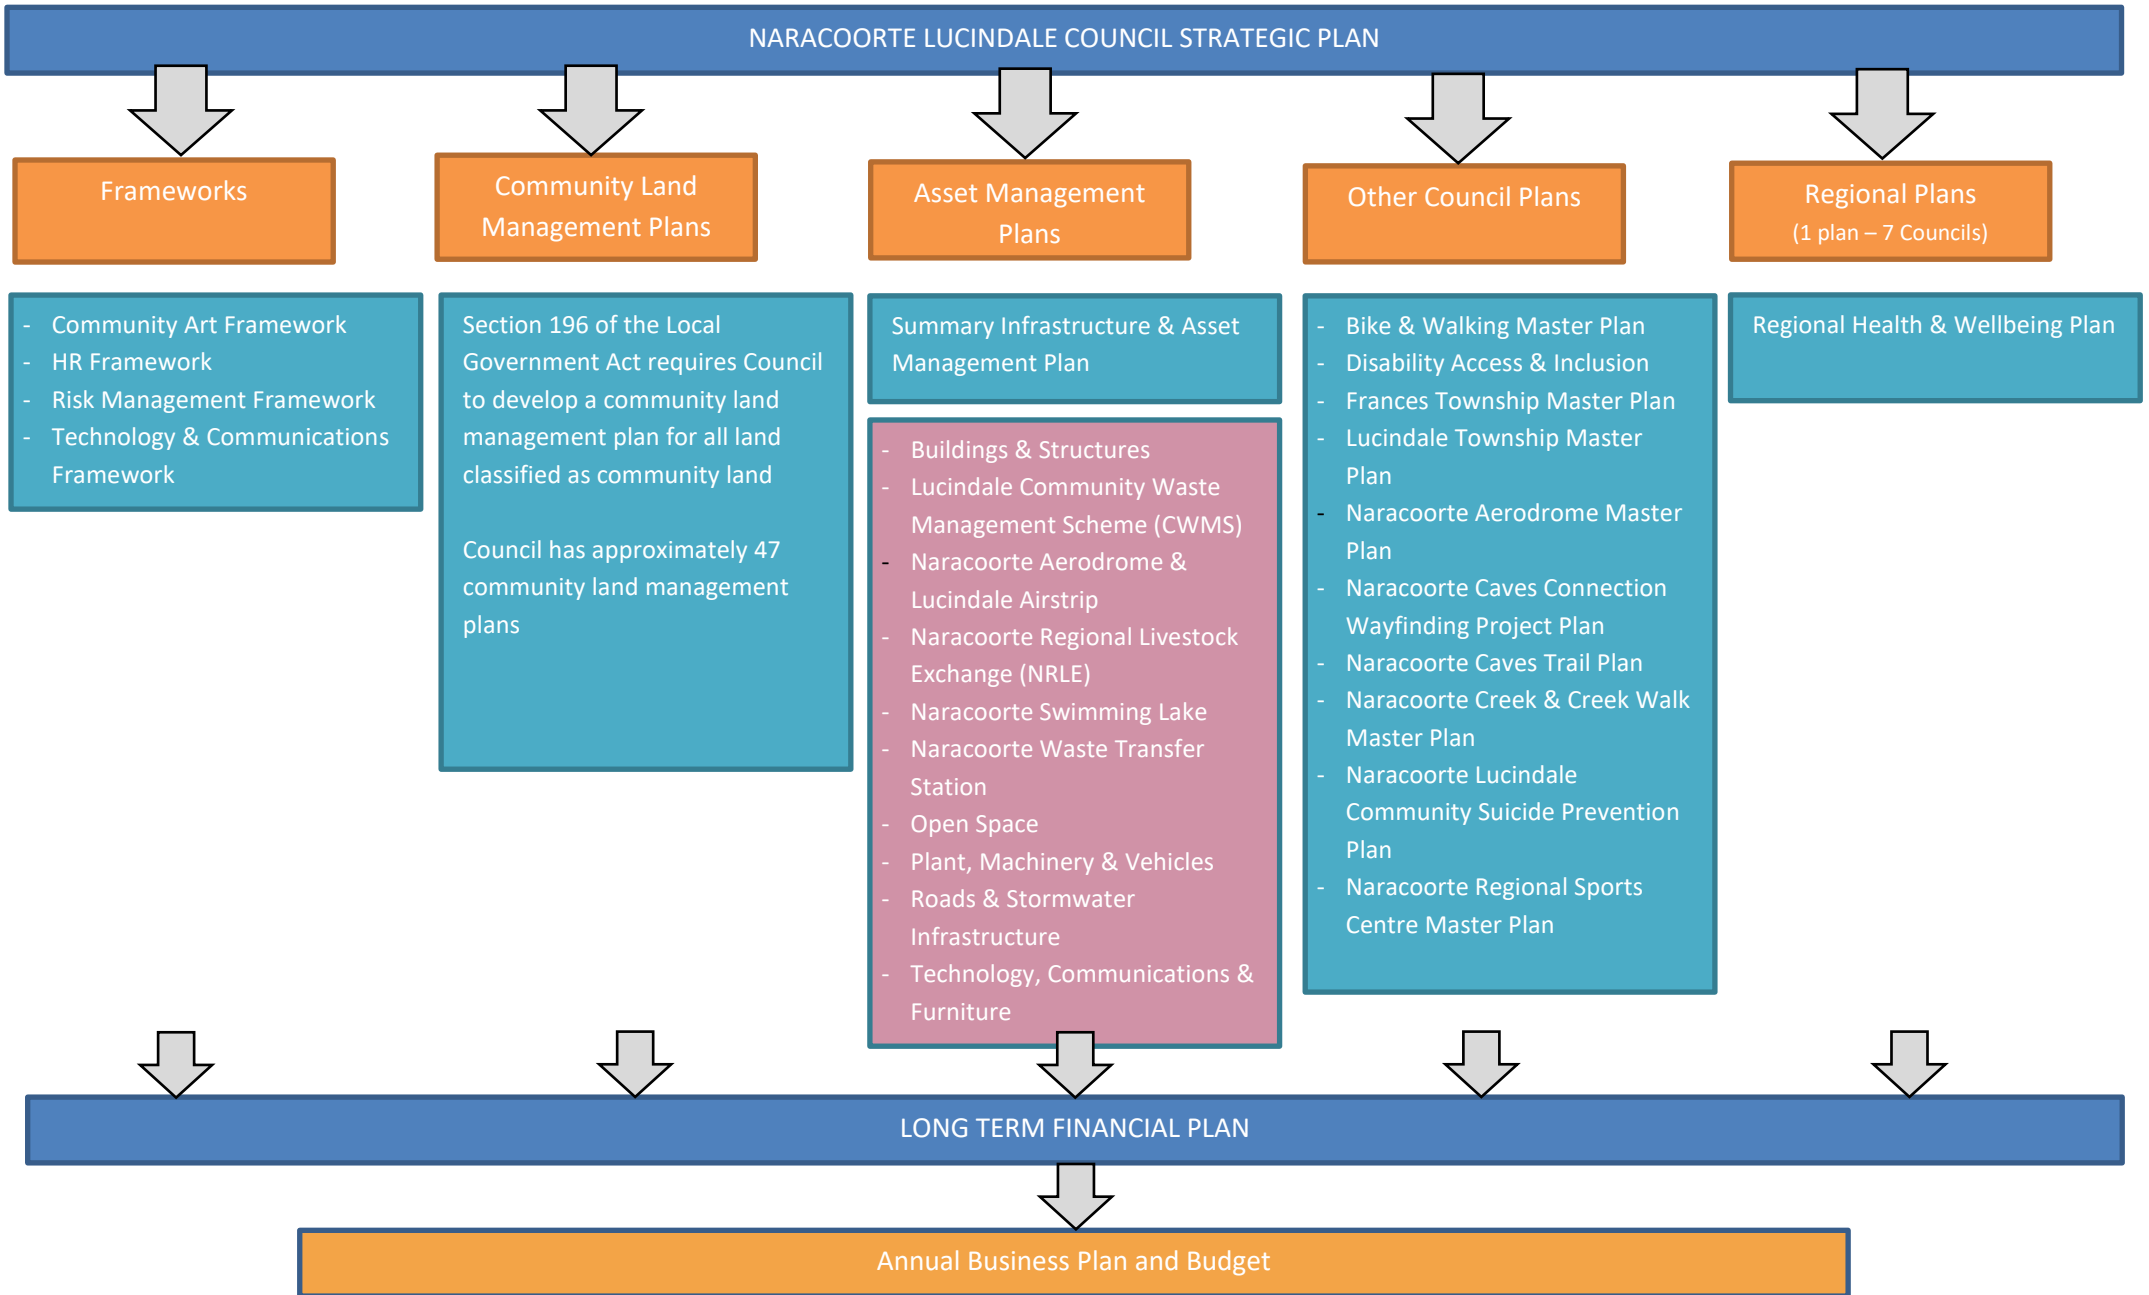 NARACOORTE LUCINDALE COUNCIL STRATEGIC PLAN
Frameworks
- Community Art Framework
- HR Framework
- Risk Management Framework
- Technology & Communications
Framework
Community Land
Management Plans
Section 196 of the Local
Government Act requires Council
to develop a community land
management plan for all land
classified as community land
Council has approximately 47
community land management
plans
Asset Management
Plans
Summary Infrastructure & Asset
Management Plan
- Buildings & Structures
- Lucindale Community Waste
Management Scheme (CWMS)
- Naracoorte Aerodrome &
Lucindale Airstrip
- Naracoorte Regional Livestock
Exchange (NRLE)
- Naracoorte Swimming Lake
- Naracoorte Waste Transfer
Station
- Open Space
- Plant, Machinery & Vehicles
- Roads & Stormwater
Infrastructure
- Technology, Communications &
Furniture
Other Council Plans
- Bike & Walking Master Plan
- Disability Access & Inclusion
- Frances Township Master Plan
- Lucindale Township Master
Plan
- Naracoorte Aerodrome Master
Plan
- Naracoorte Caves Connection
Wayfinding Project Plan
- Naracoorte Caves Trail Plan
- Naracoorte Creek & Creek Walk
Master Plan
- Naracoorte Lucindale
Community Suicide Prevention
Plan
- Naracoorte Regional Sports
Centre Master Plan
Regional Plans
(1 plan – 7 Councils)
Regional Health & Wellbeing Plan
LONG TERM FINANCIAL PLAN
Annual Business Plan and Budget